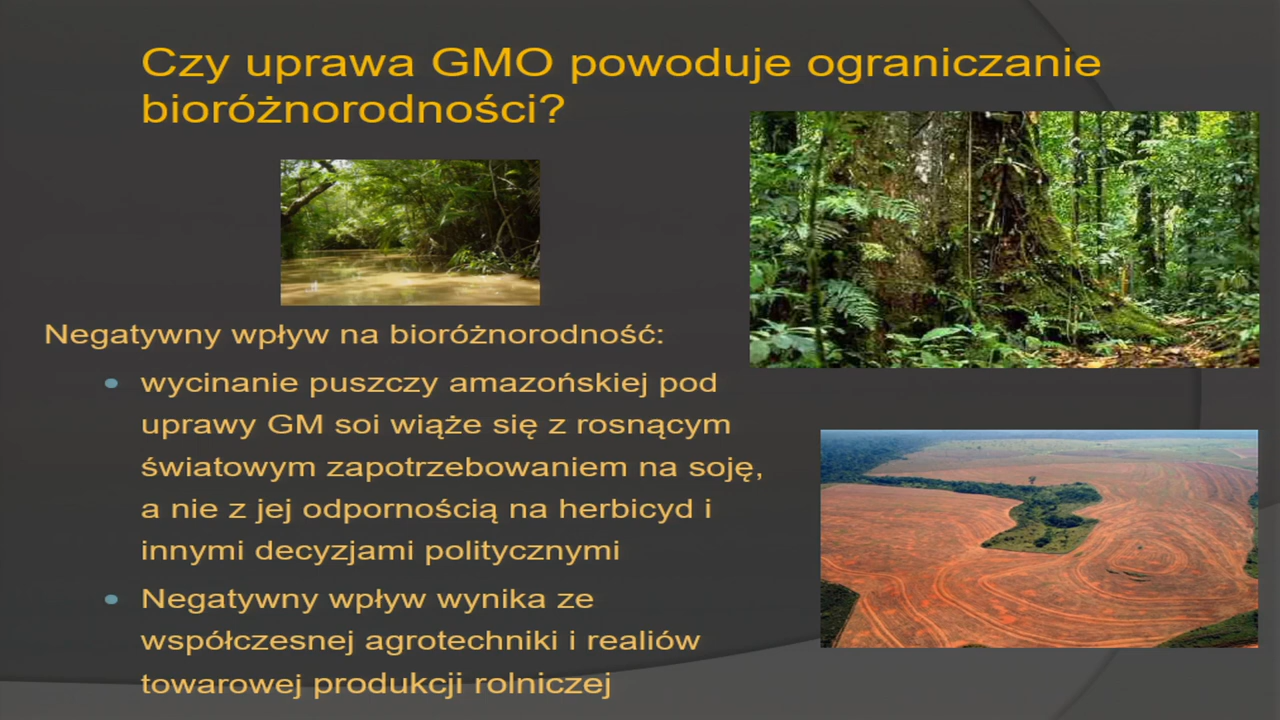 Czy uprawa GMO powoduje ograniczanie
bioróżnorodności?
Negatywny wpływ na bioróżnorodność:
• wycinanie puszczy amazońskiej pod
uprawy GM soi wiąże się z rosnącym
światowym zapotrzebowaniem na soję,
a nie z jej odpornością na herbicyd i
innymi decyzjami politycznymi
• Negatywny wpływ wynika ze
współczesnej agrotechniki i realiów
towarowej produkcji rolniczej